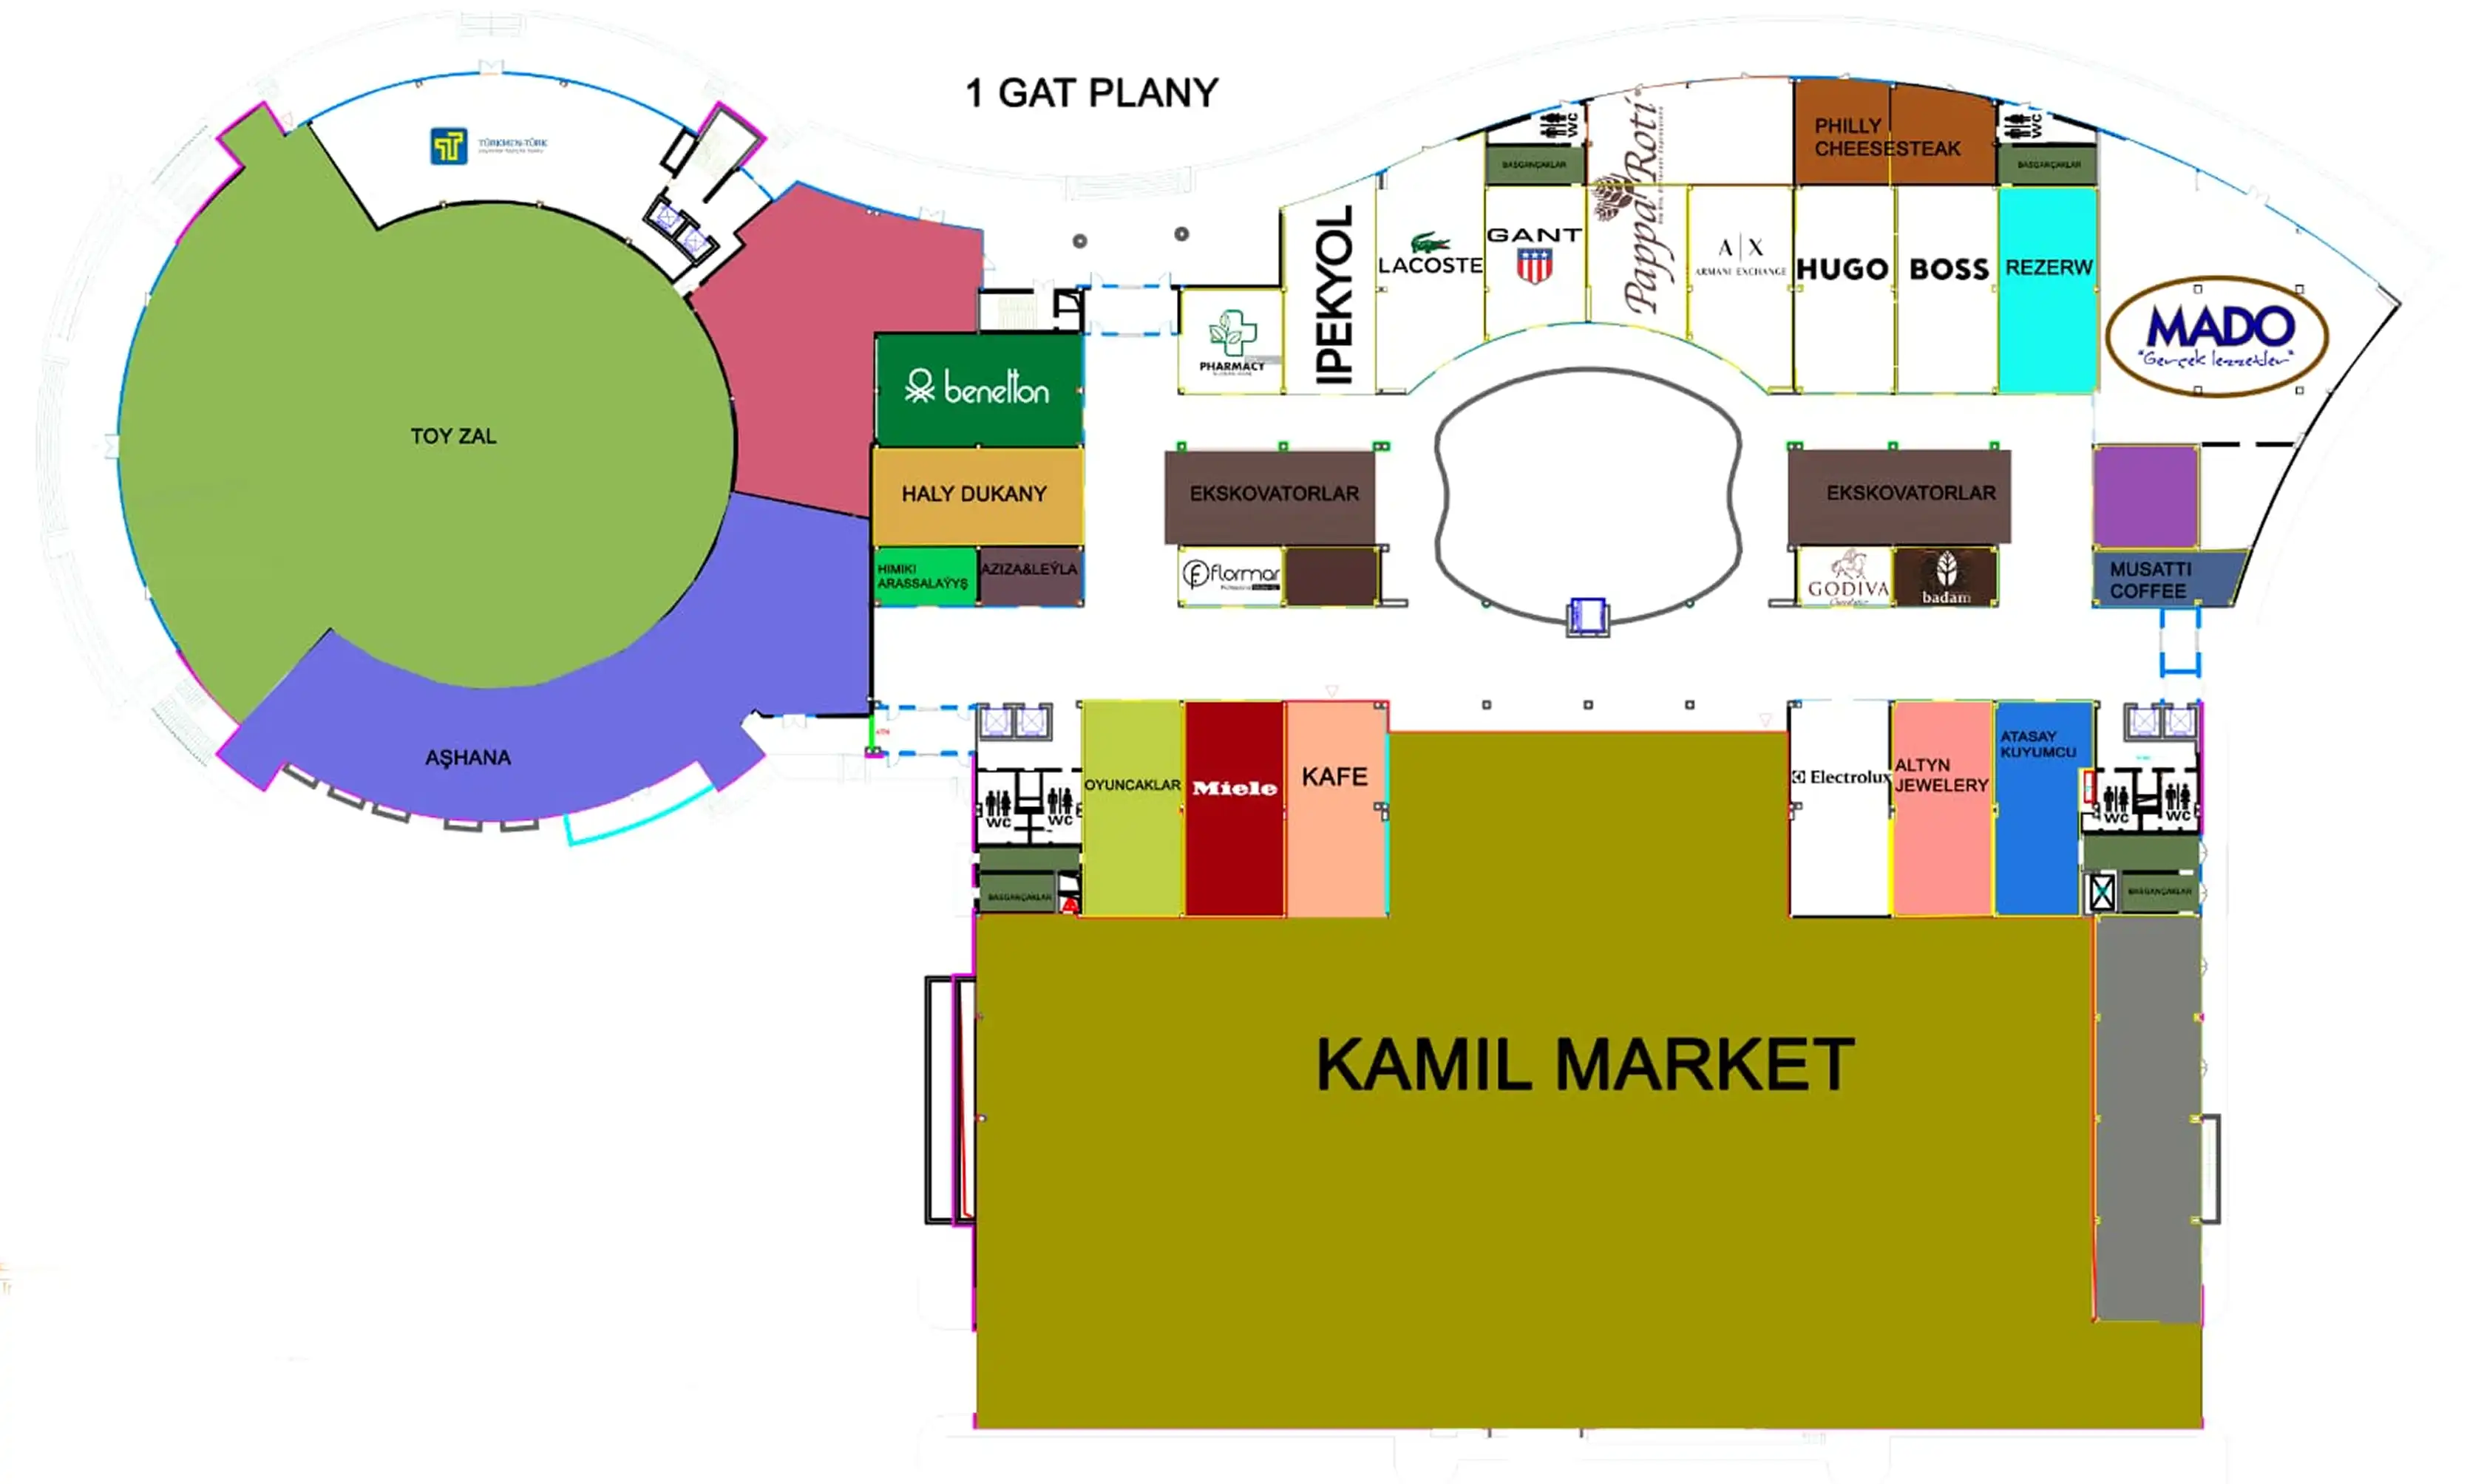 1 GAT PLANY
TÜRKMEN-TÜRK
TOY ZAL
AŞHANA
benetton
HALY DUKANY
HIMIKI
ARASSALAÝYŞ
AZIZA&LEÝLA
PHARMACY
IPEKYOL
LACOSTE
WC
BASGANÇAKLAR
GANT
PappaRoti
A|X
ARMANI EXCHANGE
PHILLY
CHEESESTEAK
HUGO
BOSS
WC
BASGANÇAKLAR
REZERW
MADO
"Gerçek lezzetler"
EKSKOVATORLAR
EKSKOVATORLAR
flormar
GODIVA
badam
MUSATTI
COFFEE
WC
WC
BASGANÇAKLAR
OYUNCAKLAR
Miele
KAFE
Electrolux
ALTYN
JEWELERY
ATASAY
KUYUMCU
WC
WC
BASGANÇAKLAR
KAMIL MARKET